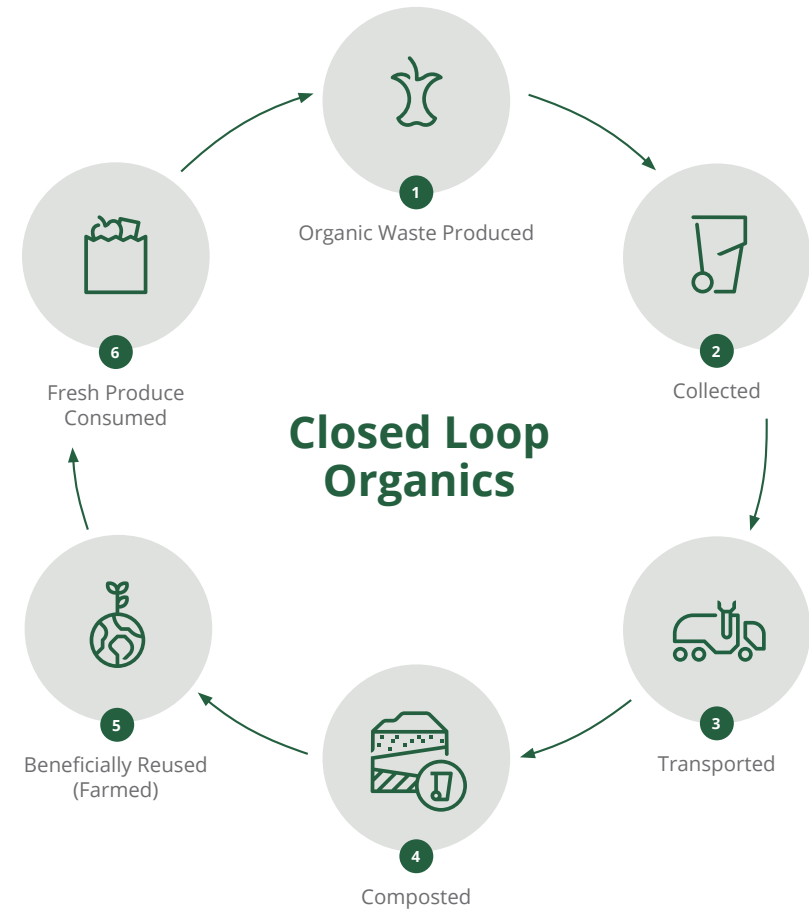 1
Organic Waste Produced
2
Collected
3
Transported
4
Composted
5
Beneficially Reused
(Farmed)
6
Fresh Produce
Consumed
Closed Loop
Organics